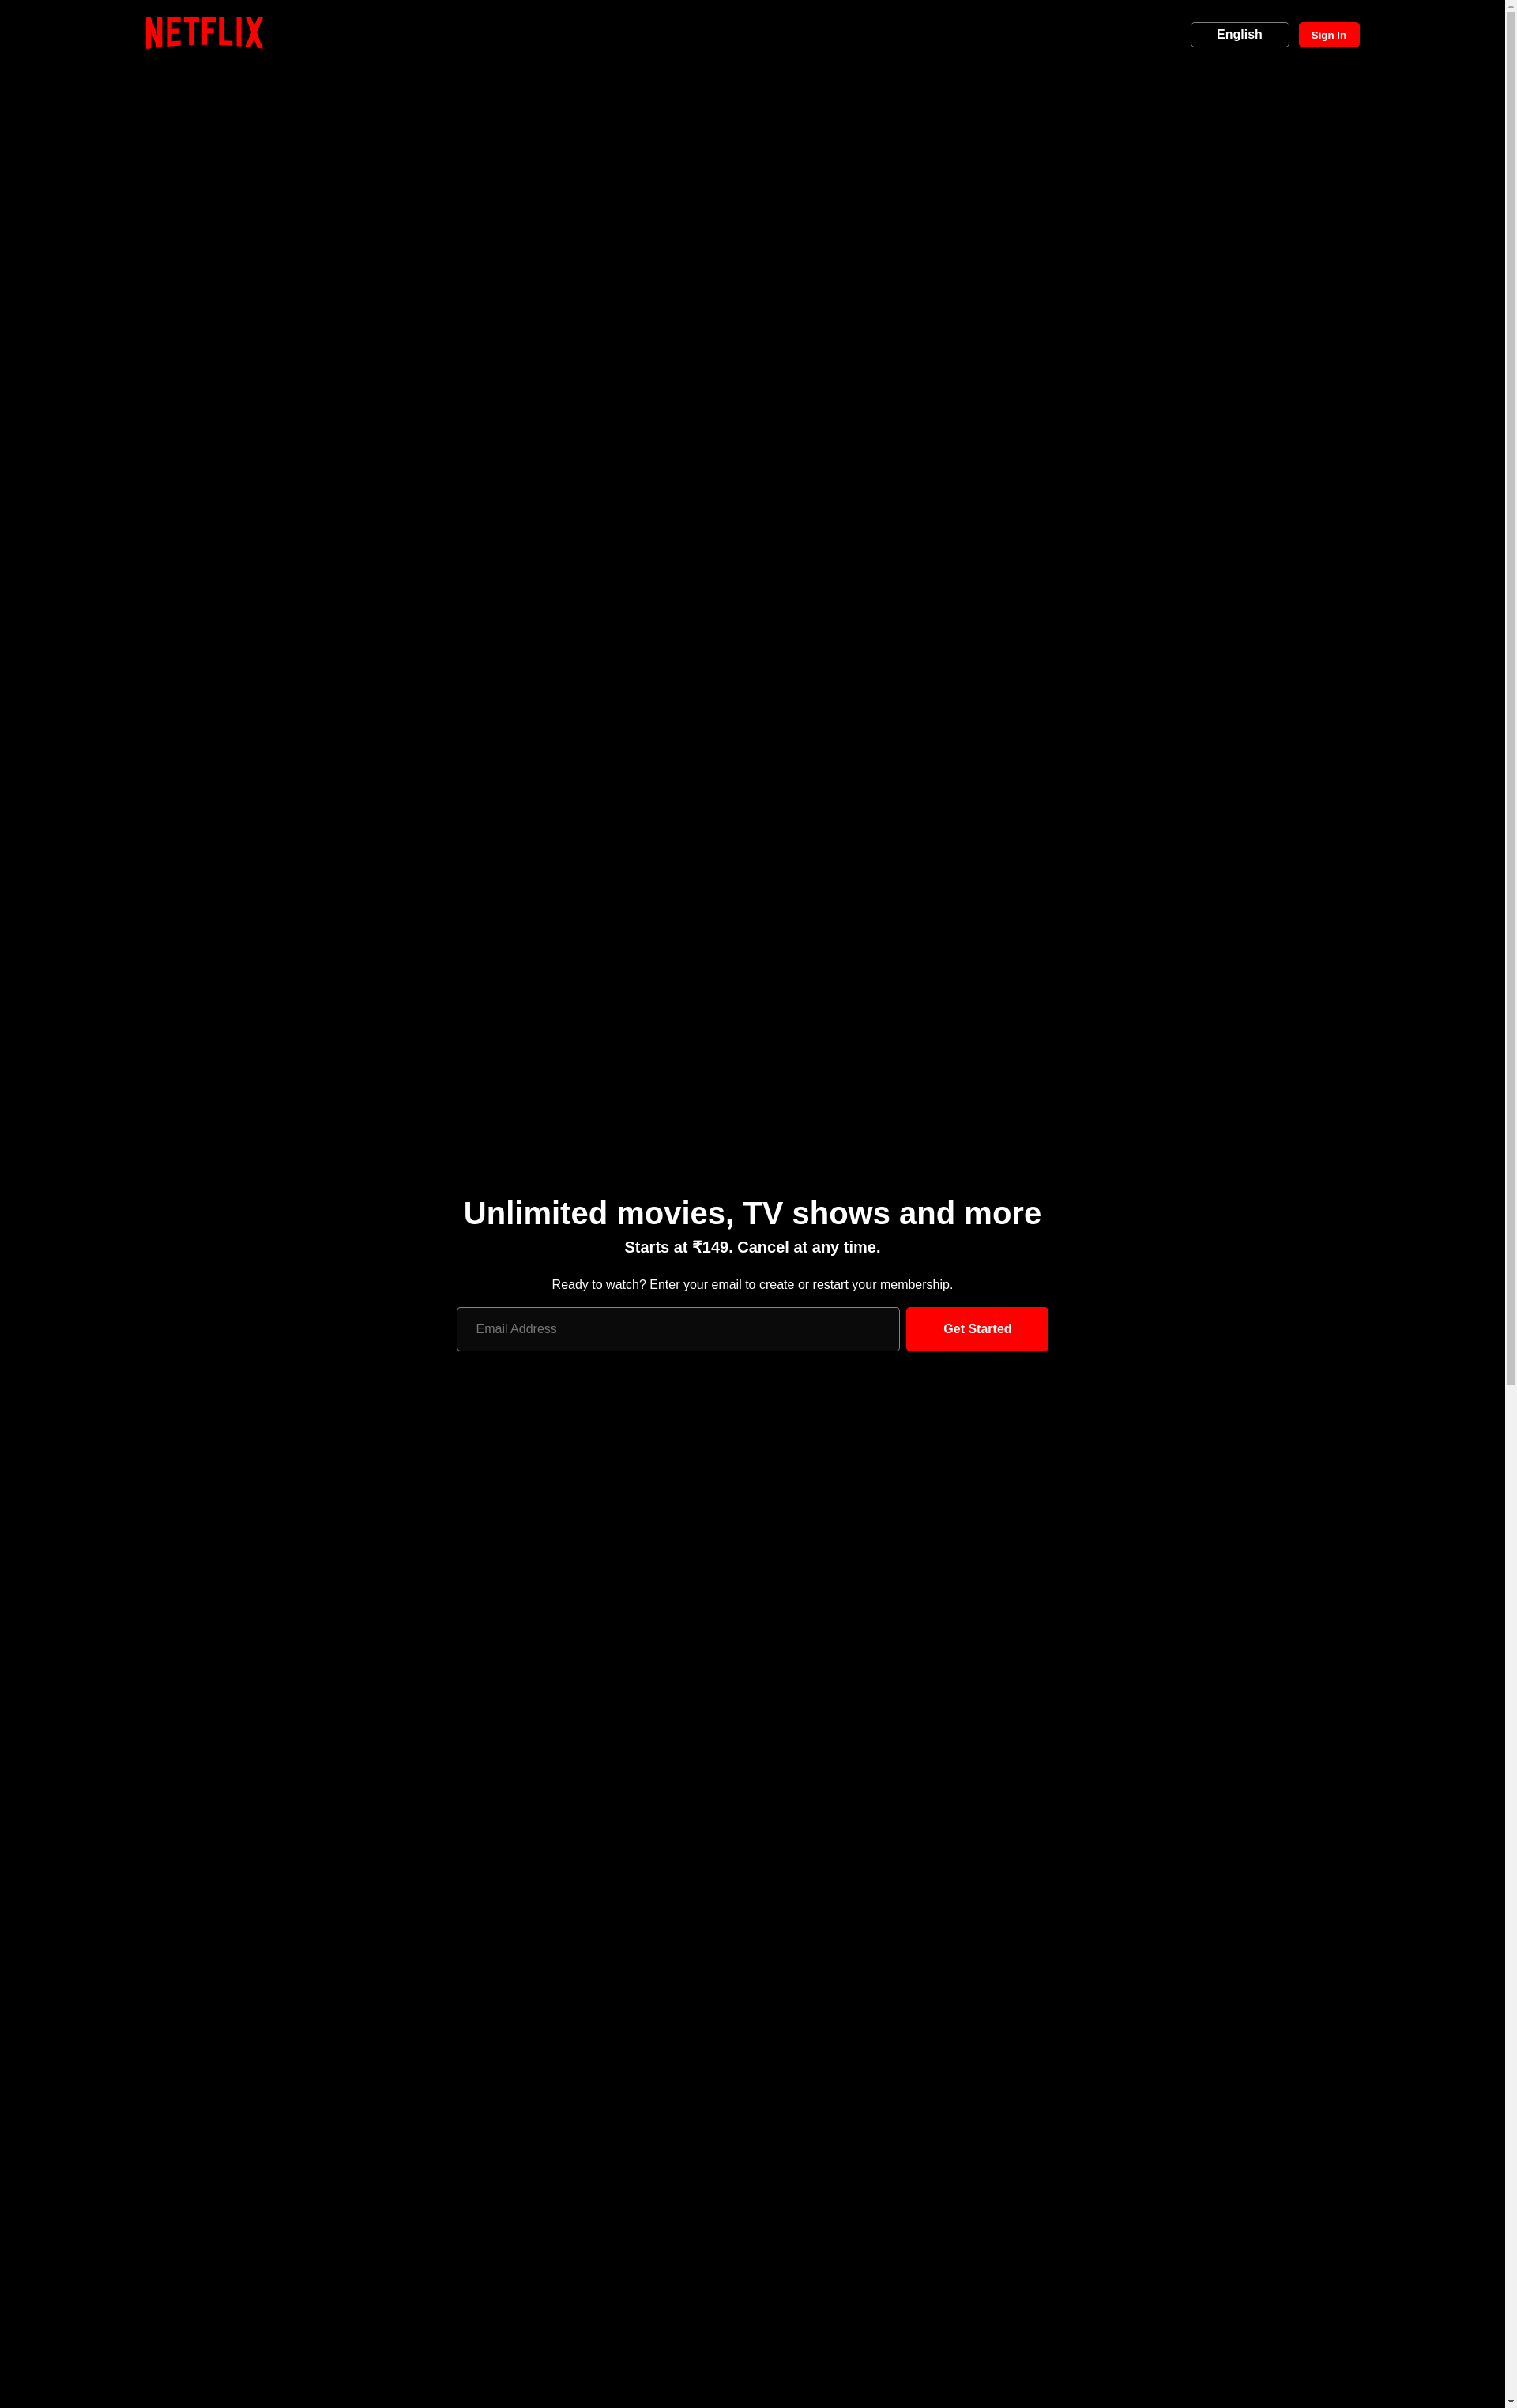 NETFLIX
English
Sign In
Unlimited movies, TV shows and more
Starts at ₹149. Cancel at any time.
Ready to watch? Enter your email to create or restart your membership.
Email Address
Get Started